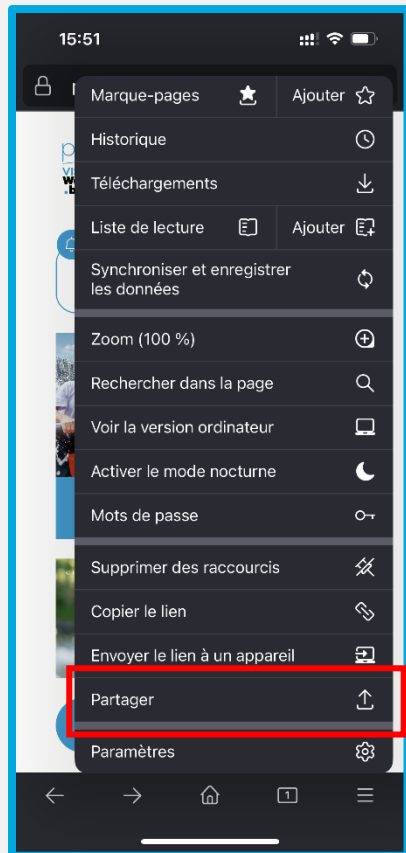 15:51
Marque-pages Ajouter
Historique
Téléchargements
Liste de lecture Ajouter
Synchroniser et enregistrer
les données
Zoom (100 %)
Rechercher dans la page
Voir la version ordinateur
Activer le mode nocturne
Mots de passe
Supprimer des raccourcis
Copier le lien
Envoyer le lien à un appareil
Partager
Paramètres
1